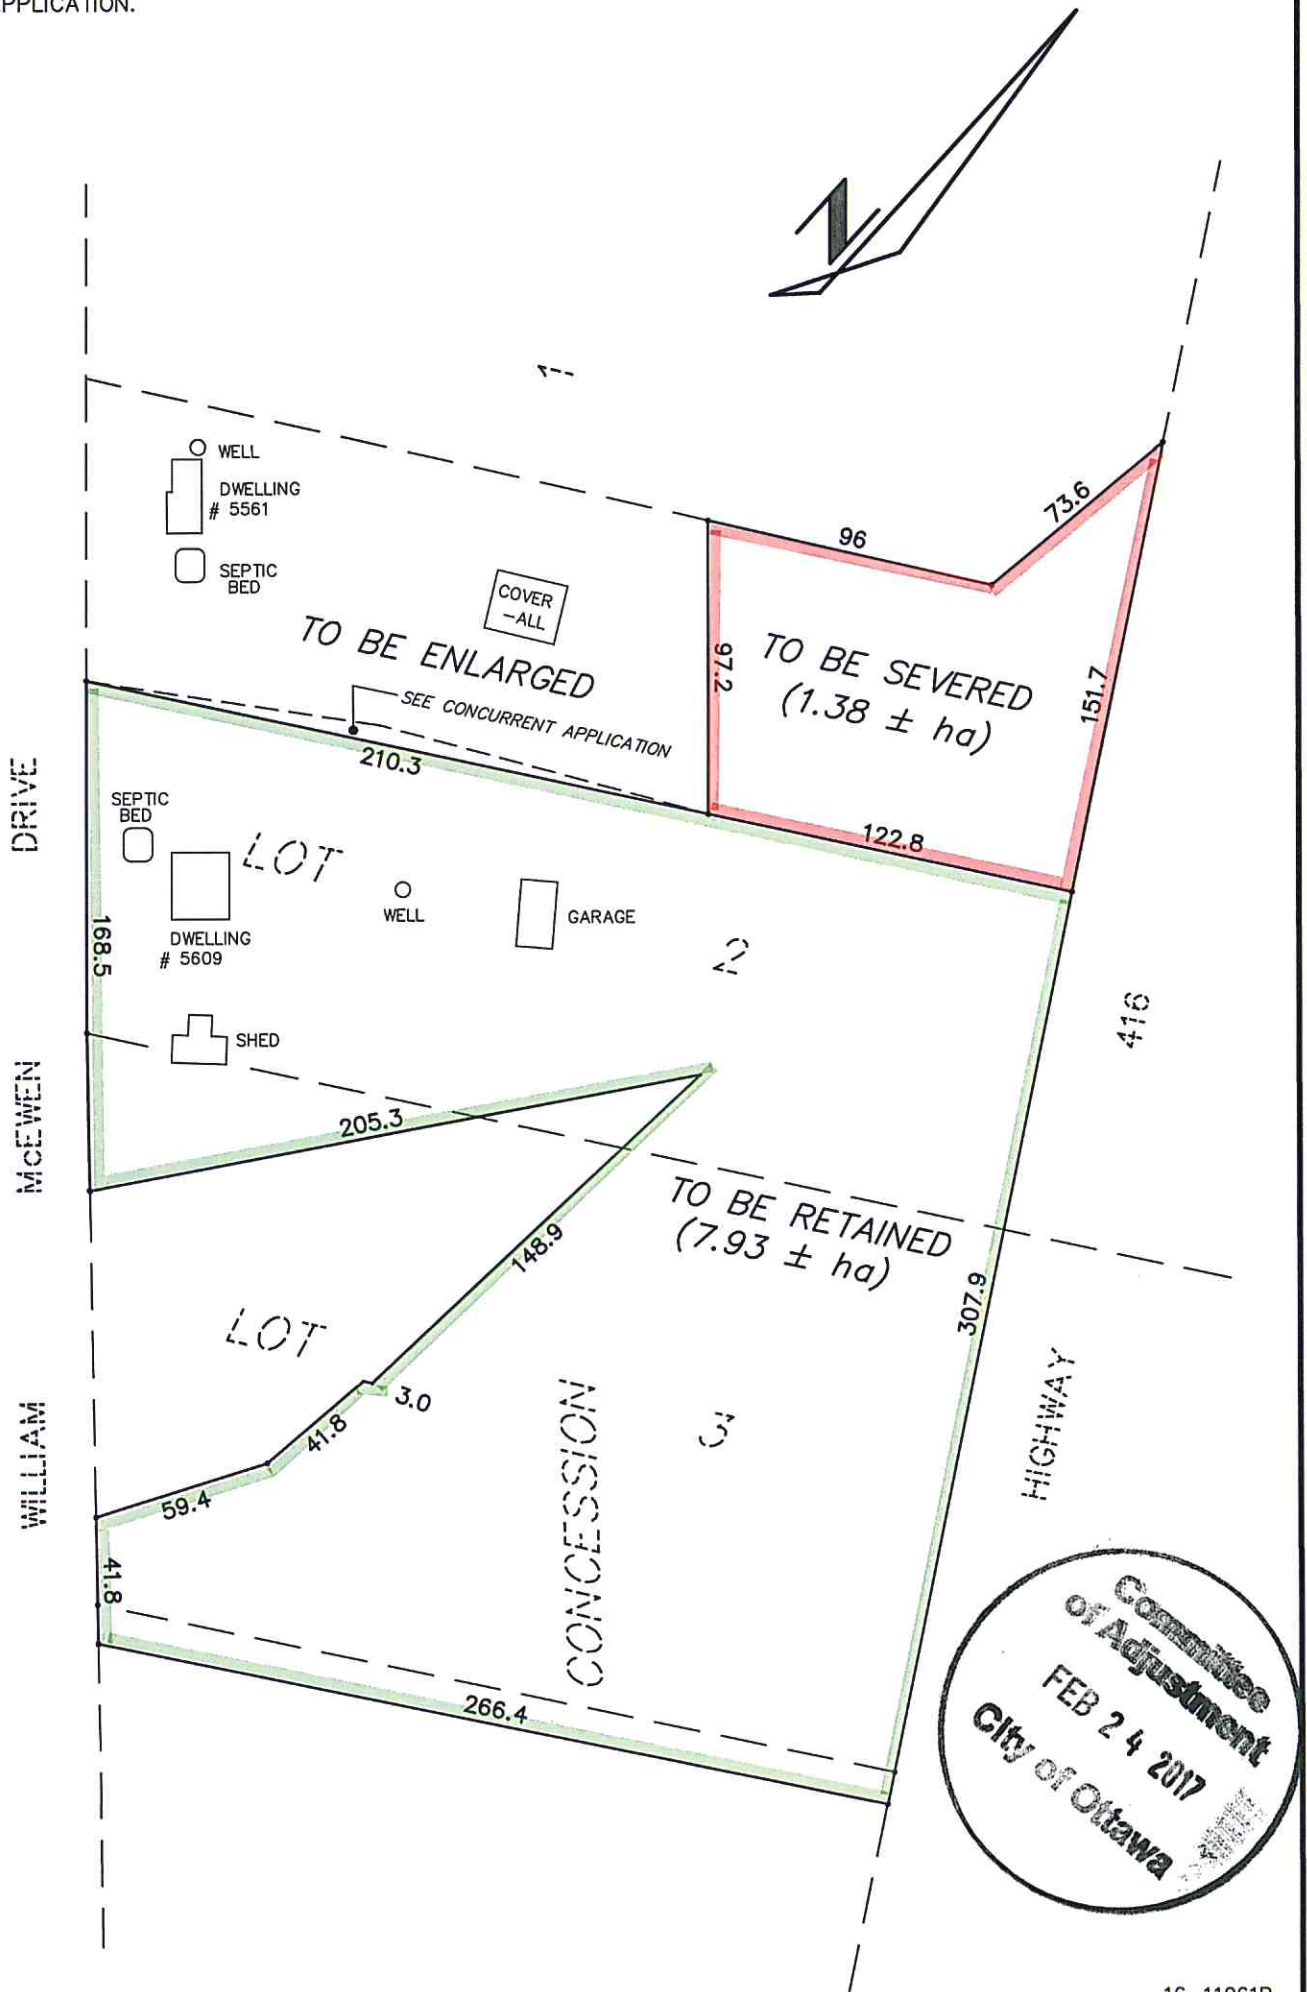 APPLICATION.
N
1
WELL
DWELLING
# 5561
SEPTIC
BED
COVER
-ALL
TO BE ENLARGED
SEE CONCURRENT APPLICATION
96
73.6
97.2
TO BE SEVERED
(1.38 ± ha)
151.7
210.3
122.8
DRIVE
SEPTIC
BED
LOT
WELL
GARAGE
2
168.5
DWELLING
# 5609
416
SHED
McEWEN
205.3
TO BE RETAINED
(7.93 ± ha)
148.9
307.9
LOT
3.0
41.8
CONCESSION
3
HIGHWAY
WILLIAM
59.4
41.8
266.4
Committee
of Adjustment
FEB 24 2017
City of Ottawa